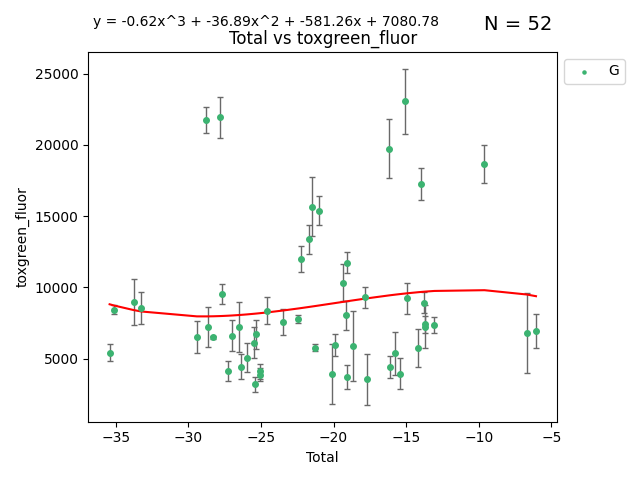 y = -0.62x^3 + -36.89x^2 + -581.26x + 7080.78
N = 52
Total vs toxgreen_fluor
G
25000
20000
15000
10000
5000
toxgreen_fluor
−35 −30 −25 −20 −15 −10 −5
Total